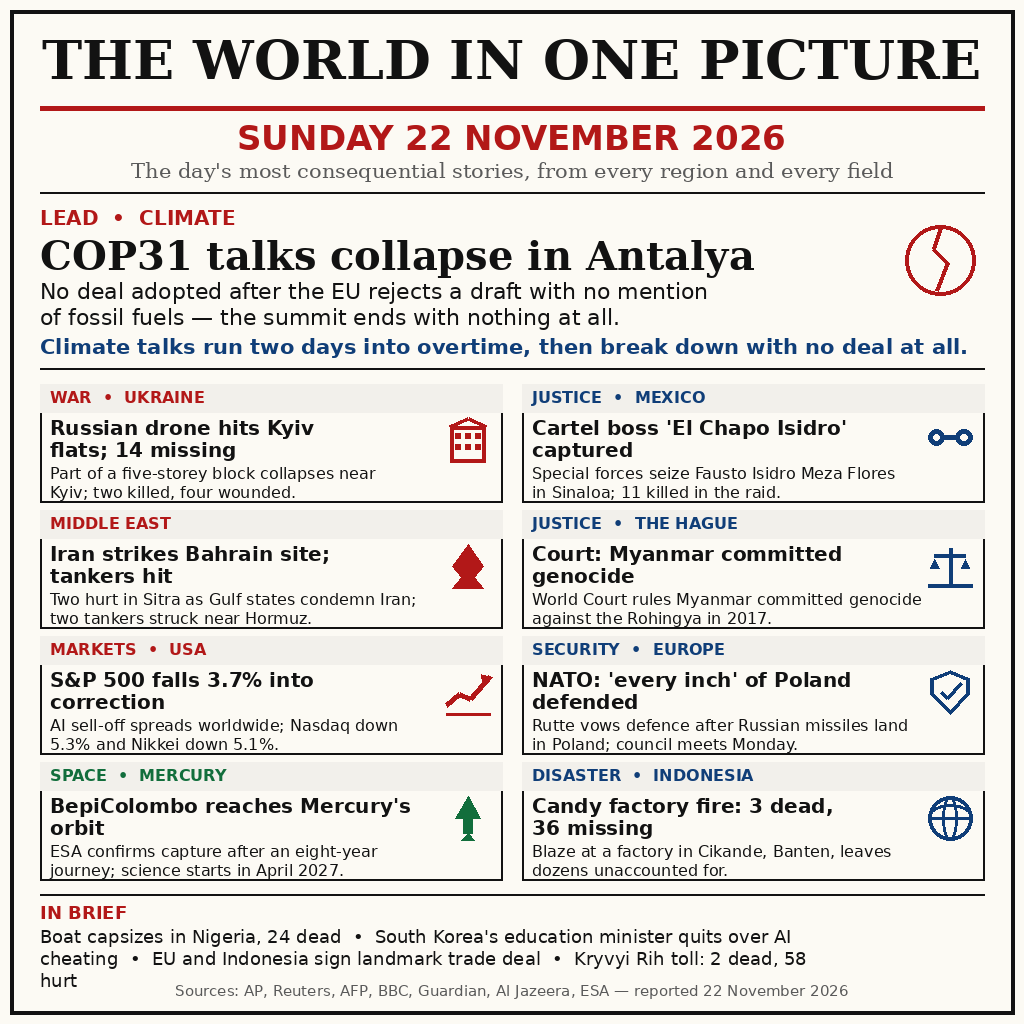 THE WORLD IN ONE PICTURE
SUNDAY 22 NOVEMBER 2026
The day's most consequential stories, from every region and every field
LEAD • CLIMATE
COP31 talks collapse in Antalya
No deal adopted after the EU rejects a draft with no mention
of fossil fuels — the summit ends with nothing at all.
Climate talks run two days into overtime, then break down with no deal at all.
WAR • UKRAINE
Russian drone hits Kyiv
flats; 14 missing
Part of a five-storey block collapses near
Kyiv; two killed, four wounded.
JUSTICE • MEXICO
Cartel boss 'El Chapo Isidro'
captured
Special forces seize Fausto Isidro Meza Flores
in Sinaloa; 11 killed in the raid.
MIDDLE EAST
Iran strikes Bahrain site;
tankers hit
Two hurt in Sitra as Gulf states condemn Iran;
two tankers struck near Hormuz.
JUSTICE • THE HAGUE
Court: Myanmar committed
genocide
World Court rules Myanmar committed genocide
against the Rohingya in 2017.
MARKETS • USA
S&P 500 falls 3.7% into
correction
AI sell-off spreads worldwide; Nasdaq down
5.3% and Nikkei down 5.1%.
SECURITY • EUROPE
NATO: 'every inch' of Poland
defended
Rutte vows defence after Russian missiles land
in Poland; council meets Monday.
SPACE • MERCURY
BepiColombo reaches Mercury's
orbit
ESA confirms capture after an eight-year
journey; science starts in April 2027.
DISASTER • INDONESIA
Candy factory fire: 3 dead,
36 missing
Blaze at a factory in Cikande, Banten, leaves
dozens unaccounted for.
IN BRIEF
Boat capsizes in Nigeria, 24 dead • South Korea's education minister quits over AI
cheating • EU and Indonesia sign landmark trade deal • Kryvyi Rih toll: 2 dead, 58
hurt
Sources: AP, Reuters, AFP, BBC, Guardian, Al Jazeera, ESA — reported 22 November 2026